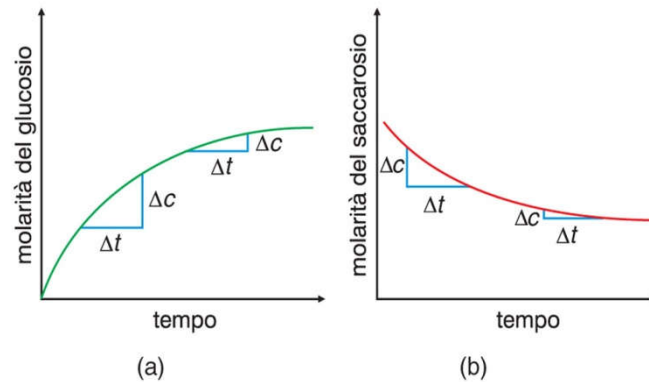 molarità del glucosio
Δc
Δt
Δc
Δt
tempo
(a)
molarità del saccarosio
Δc
Δt
Δc
Δt
tempo
(b)